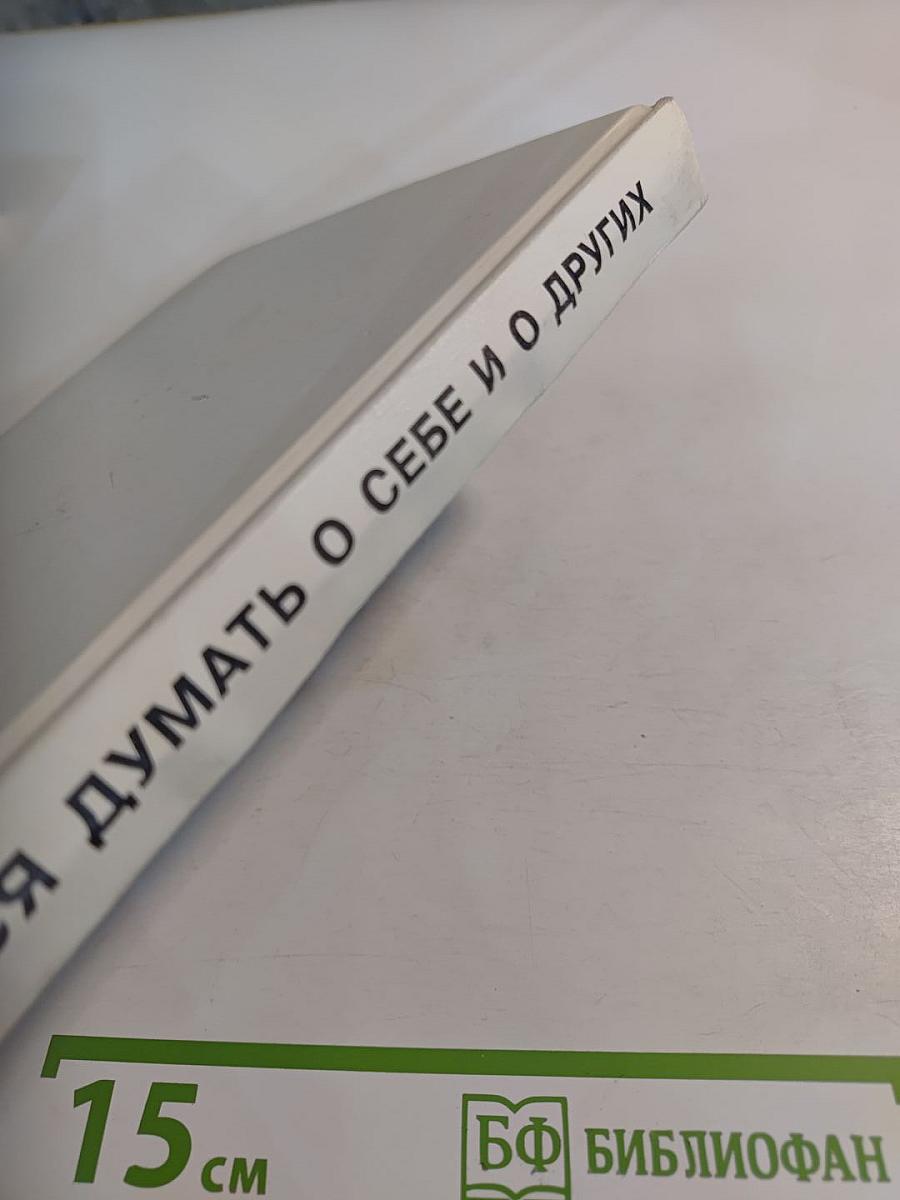 СЯ ДУМАТЬ О СЕБЕ И О ДРУГИХ
15 см
БФ БИБЛИОФАН